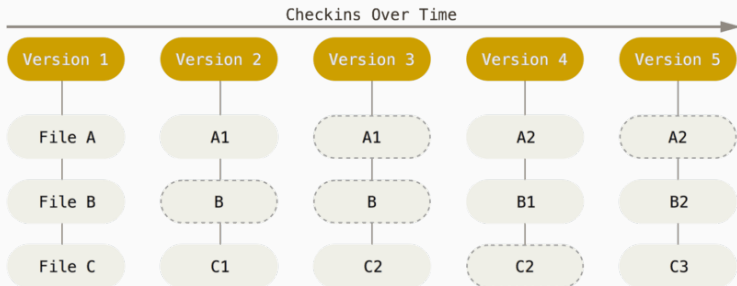 Checkins Over Time
Version 1 Version 2 Version 3 Version 4 Version 5
File A A1 A1 A2 A2
File B B B B1 B2
File C C1 C2 C2 C3